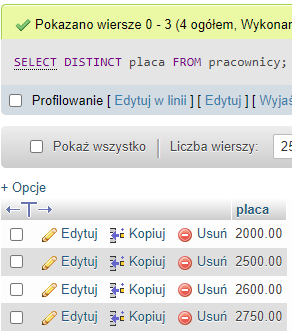 Pokazano wiersze 0 - 3 (4 ogółem, Wykonan
SELECT DISTINCT placa FROM pracownicy;
Profilowanie [ Edytuj w linii ] [ Edytuj ] [ Wyjaś
Pokaż wszystko | Liczba wierszy: 25
+ Opcje
placa
Edytuj Kopiuj Usuń 2000.00
Edytuj Kopiuj Usuń 2500.00
Edytuj Kopiuj Usuń 2600.00
Edytuj Kopiuj Usuń 2750.00